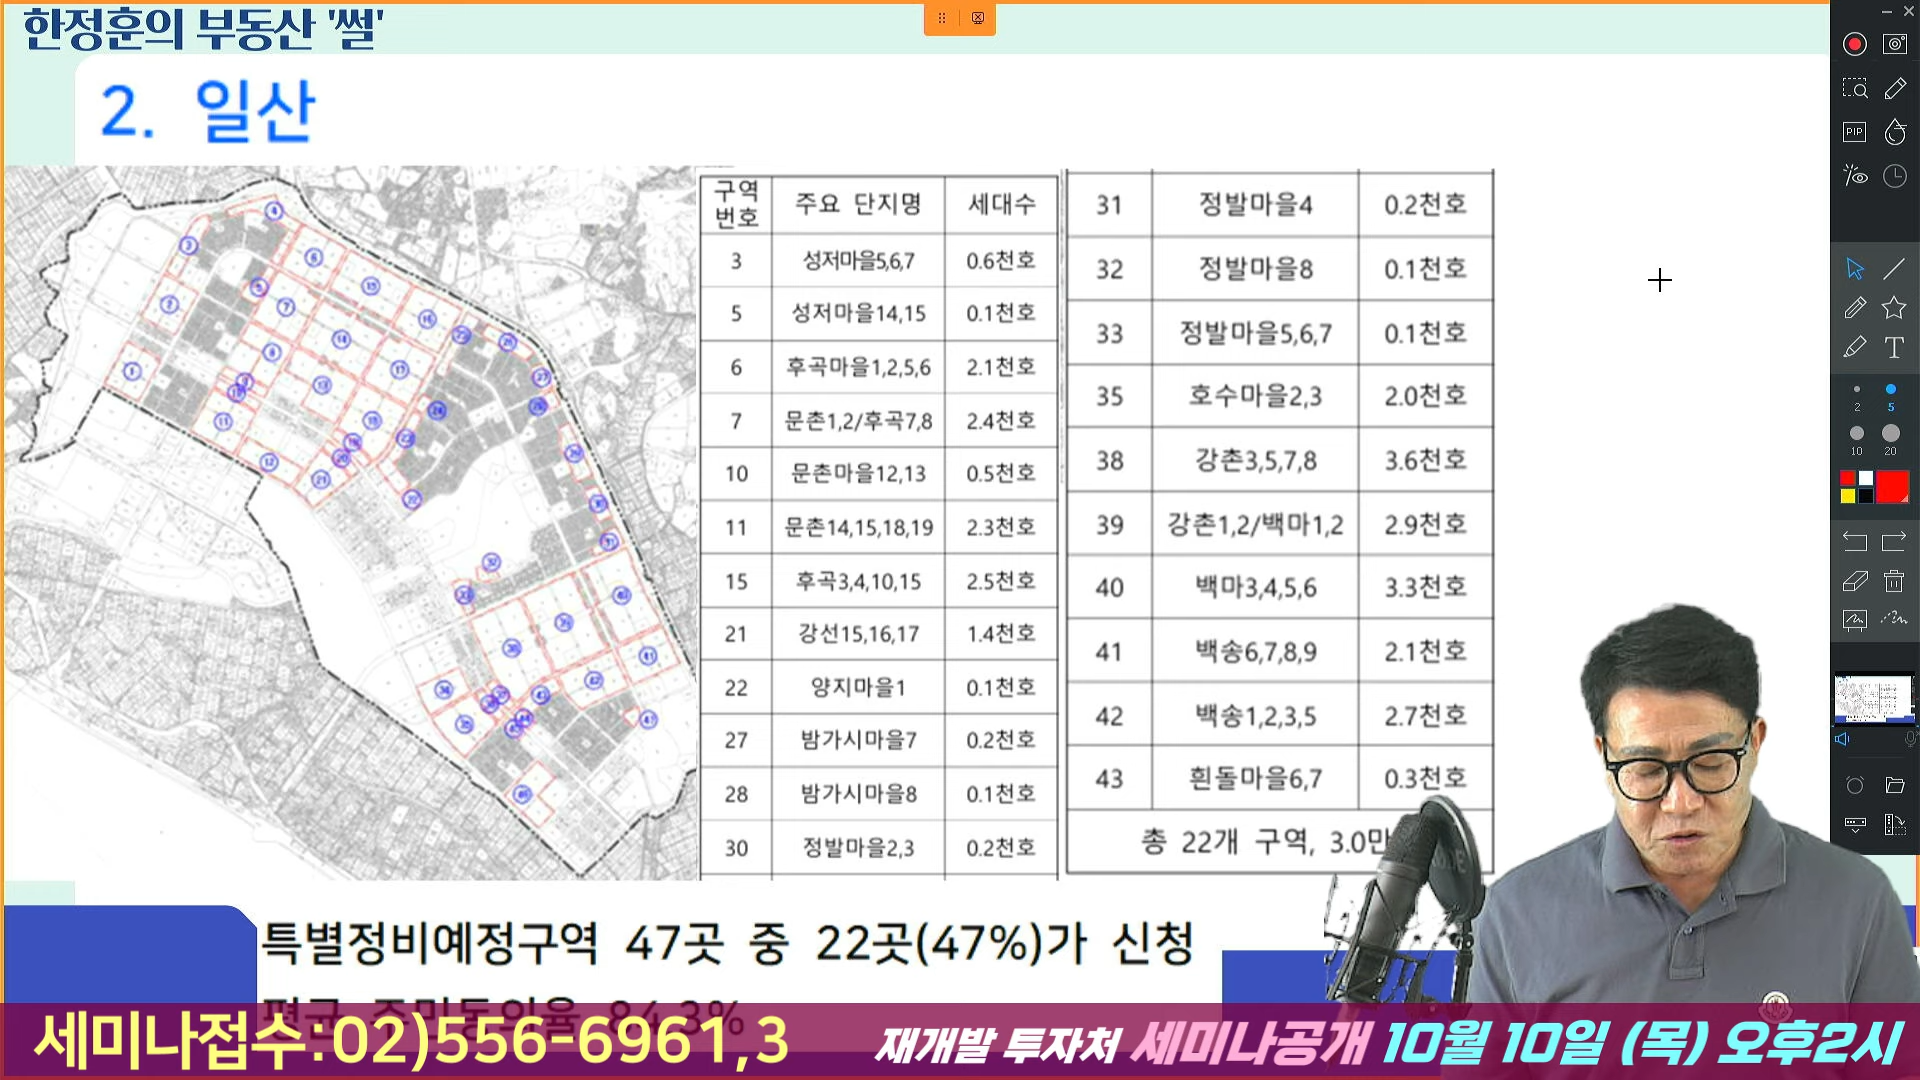 한정훈의 부동산 '썰'
2. 일산
구역번호 주요 단지명 세대수
3 성저마을5,6,7 0.6천호
5 성저마을14,15 0.1천호
6 후곡마을1,2,5,6 2.1천호
7 문촌1,2/후곡7,8 2.4천호
10 문촌마을12,13 0.5천호
11 문촌14,15,18,19 2.3천호
15 후곡3,4,10,15 2.5천호
21 강선15,16,17 1.4천호
22 양지마을1 0.1천호
27 밤가시마을7 0.2천호
28 밤가시마을8 0.1천호
30 정발마을2,3 0.2천호
31 정발마을4 0.2천호
32 정발마을8 0.1천호
33 정발마을5,6,7 0.1천호
35 호수마을2,3 2.0천호
38 강촌3,5,7,8 3.6천호
39 강촌1,2/백마1,2 2.9천호
40 백마3,4,5,6 3.3천호
41 백송6,7,8,9 2.1천호
42 백송1,2,3,5 2.7천호
43 흰돌마을6,7 0.3천호
총 22개 구역, 3.0만
특별정비예정구역 47곳 중 22곳(47%)가 신청
평균 주민동의율 84.3%
세미나접수:02)556-6961,3
재개발 투자처 세미나공개 10월 10일 (목) 오후2시
PIP
T
2 5
10 20